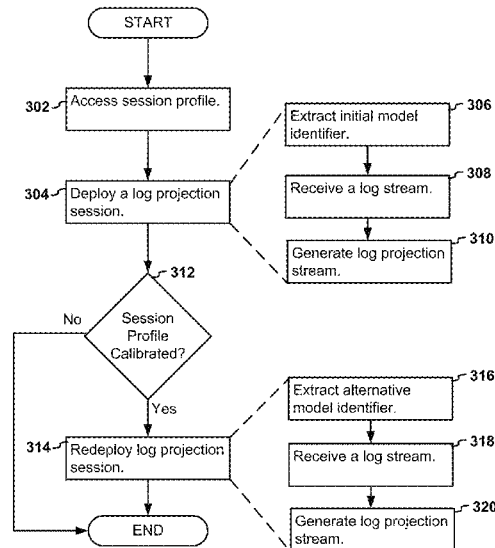 START
302
Access session profile.
304
Deploy a log projection
session.
306
Extract initial model
identifier.
308
Receive a log stream.
310
Generate log projection
stream.
312
Session
Profile
Calibrated?
No
Yes
314
Redeploy log projection
session.
316
Extract alternative
model identifier.
318
Receive a log stream.
320
Generate log projection
stream.
END